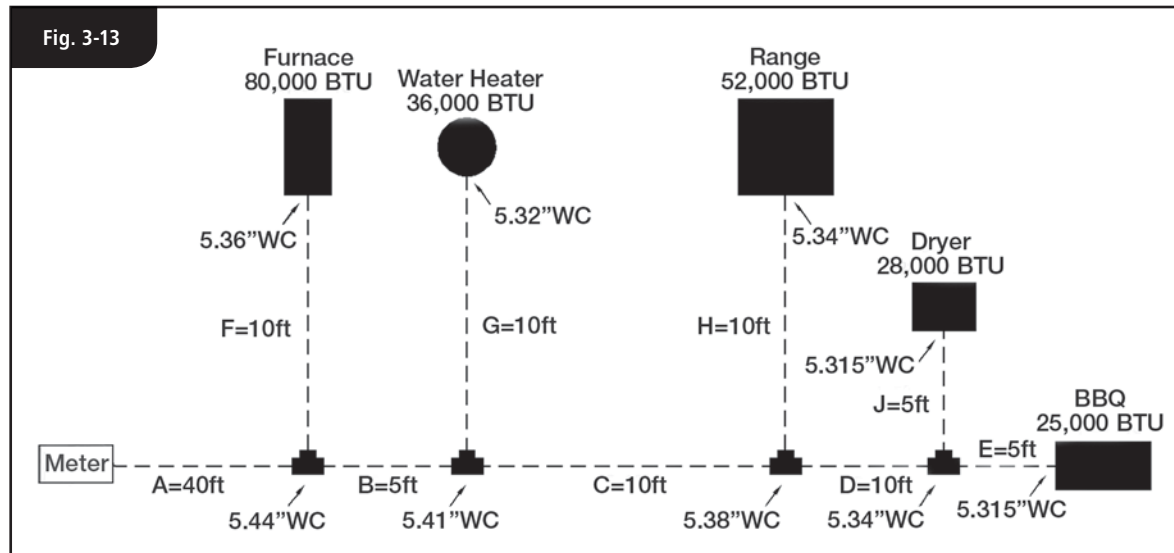 Fig. 3-13
Furnace
80,000 BTU
Water Heater
36,000 BTU
Range
52,000 BTU
5.36”WC
5.32”WC
5.34”WC
Dryer
28,000 BTU
F=10ft
G=10ft
H=10ft
5.315”WC
J=5ft
BBQ
25,000 BTU
Meter
A=40ft
B=5ft
C=10ft
D=10ft
E=5ft
5.44”WC
5.41”WC
5.38”WC
5.34”WC
5.315”WC